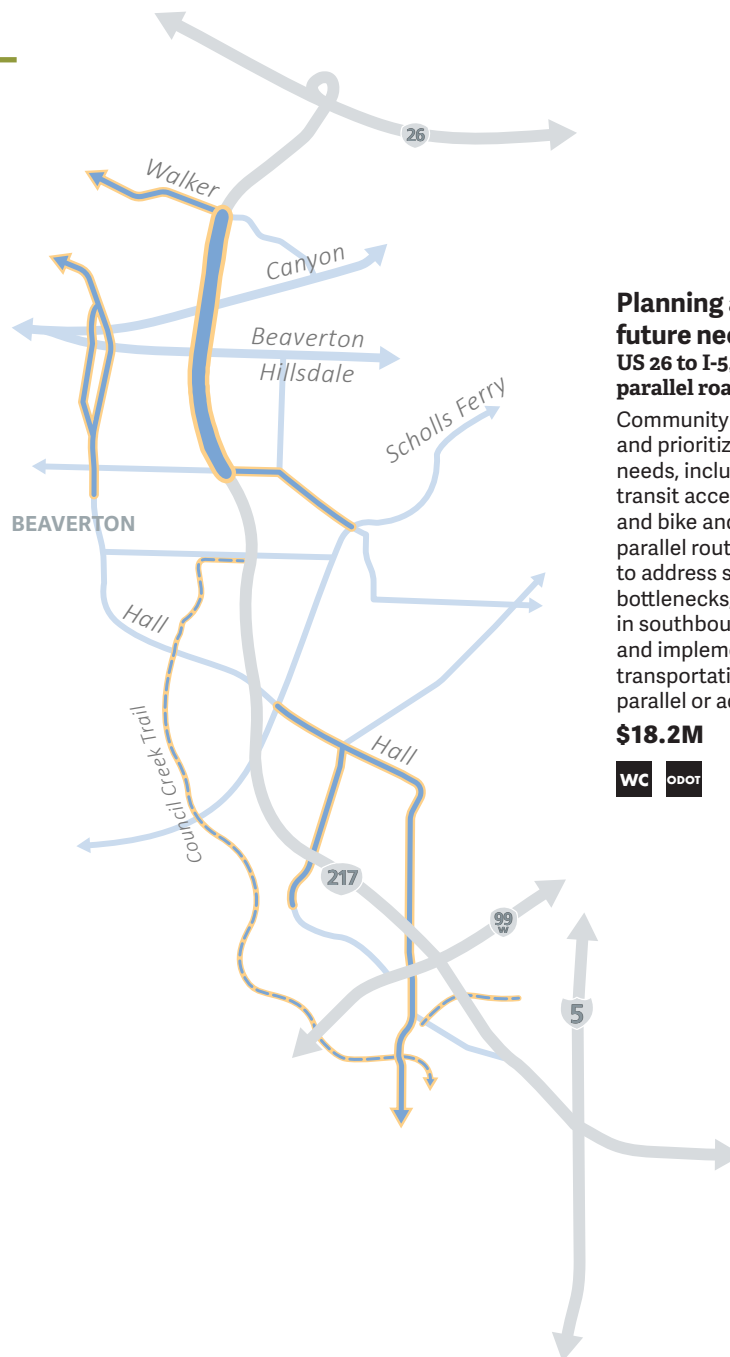 26
Walker
Canyon
Beaverton
Hillsdale
Scholls Ferry
BEAVERTON
Hall
Council Creek Trail
Hall
217
99
W
5
Planning
future nee
US 26 to I-5,
parallel roa
Community
and prioritiz
needs, inclu
transit acce
and bike and
parallel rout
to address s
bottlenecks,
in southbou
and impleme
transportati
parallel or a
$18.2M
WC
ODOT